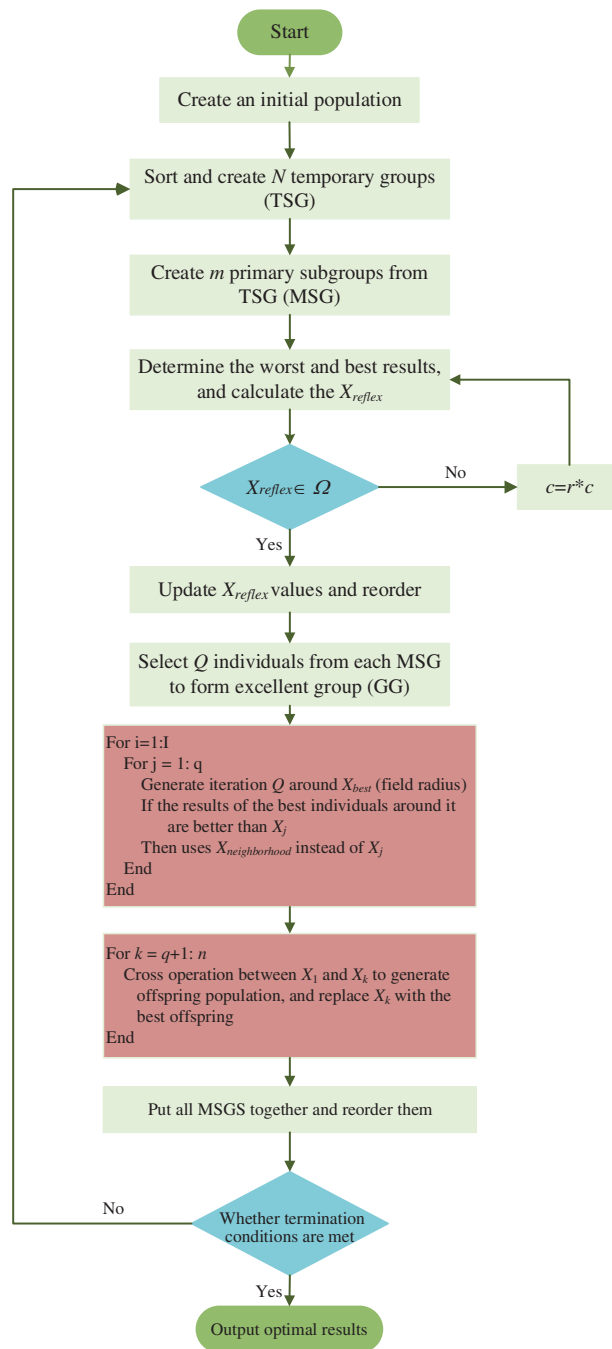 Start
Create an initial population
Sort and create N temporary groups
(TSG)
Create m primary subgroups from
TSG (MSG)
Determine the worst and best results,
and calculate the Xreflex
Xreflex∈ Ω
No
c=r*c
Yes
Update Xreflex values and reorder
Select Q individuals from each MSG
to form excellent group (GG)
For i=1:I
For j = 1: q
Generate iteration Q around Xbest (field radius)
If the results of the best individuals around it
are better than Xj
Then uses Xneighborhood instead of Xj
End
End
For k = q+1: n
Cross operation between X1 and Xk to generate
offspring population, and replace Xk with the
best offspring
End
Put all MSGS together and reorder them
No
Whether termination
conditions are met
Yes
Output optimal results